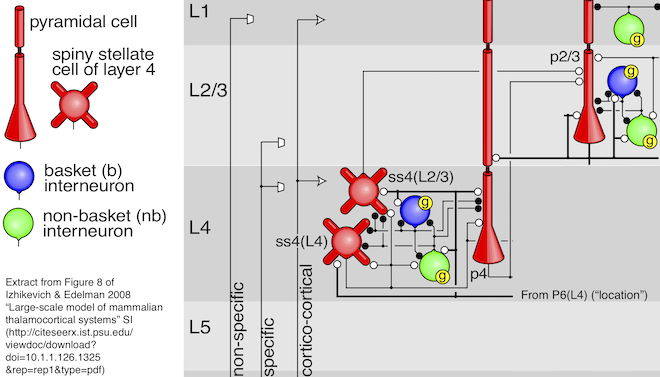 pyramidal cell
spiny stellate
cell of layer 4
basket (b)
interneuron
non-basket (nb)
interneuron
Extract from Figure 8 of
Izhikevich & Edelman 2008
“Large-scale model of mammalian
thalamocortical systems” SI
(http://citeseerx.ist.psu.edu/
viewdoc/download?
doi=10.1.1.126.1325
&rep=rep1&type=pdf)
L1
L2/3
L4
L5
non-specific
specific
cortico-cortical
g
p2/3
g
g
ss4(L2/3)
g
ss4(L4)
g
p4
From P6(L4) (“location”)